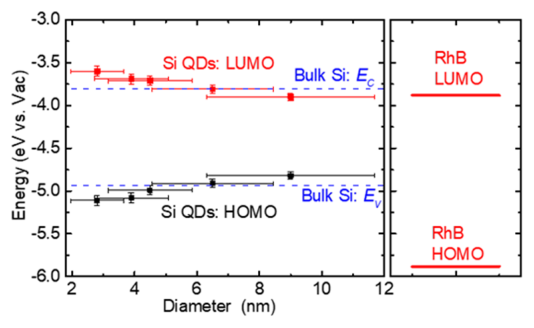 -3.0
-3.5
-4.0
-4.5
-5.0
-5.5
-6.0
Energy (eV vs. Vac)
Si QDs: LUMO
Bulk Si: EC
Bulk Si: EV
Si QDs: HOMO
2 4 6 8 10 12
Diameter (nm)
RhB
LUMO
RhB
HOMO